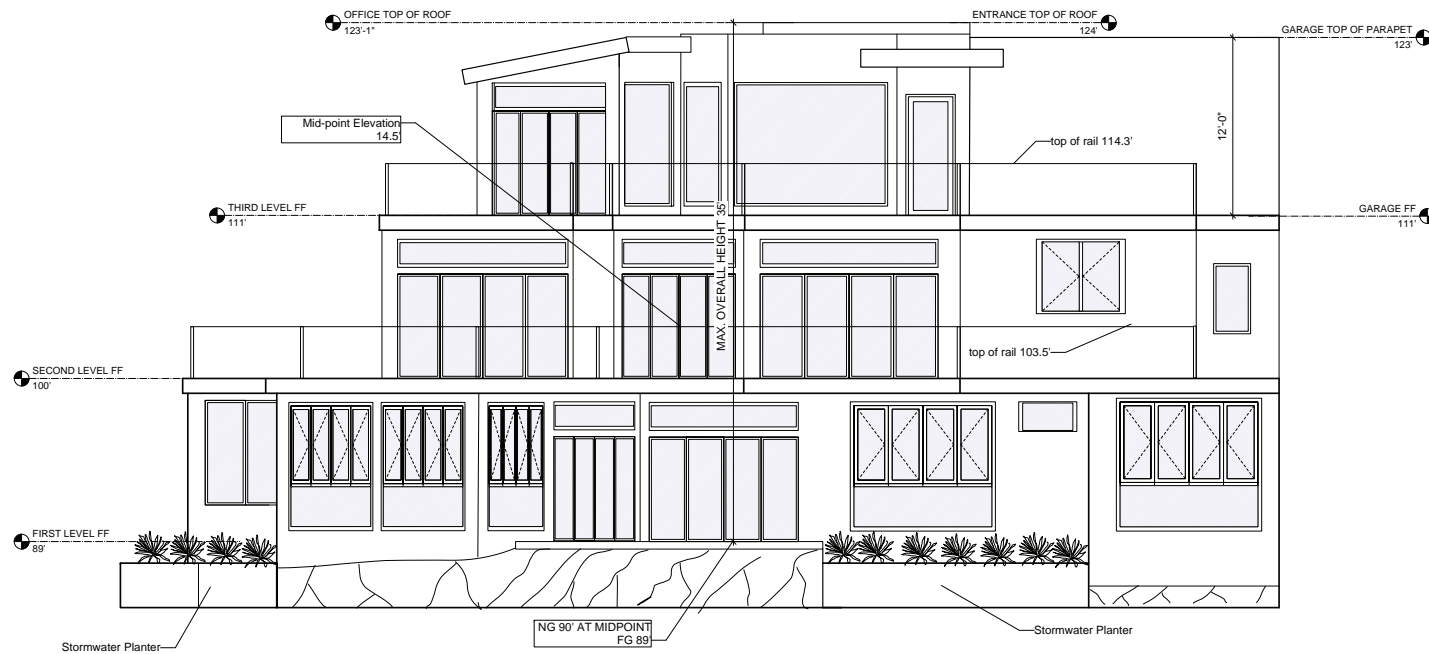 OFFICE TOP OF ROOF
123'-1"
ENTRANCE TOP OF ROOF
124'
GARAGE TOP OF PARAPET
123'
Mid-point Elevation
14.5'
12'-0"
top of rail 114.3'
THIRD LEVEL FF
111'
GARAGE FF
111'
MAX. OVERALL HEIGHT 35'
top of rail 103.5'
SECOND LEVEL FF
100'
FIRST LEVEL FF
89'
NG 90' AT MIDPOINT
FG 89'
Stormwater Planter
Stormwater Planter